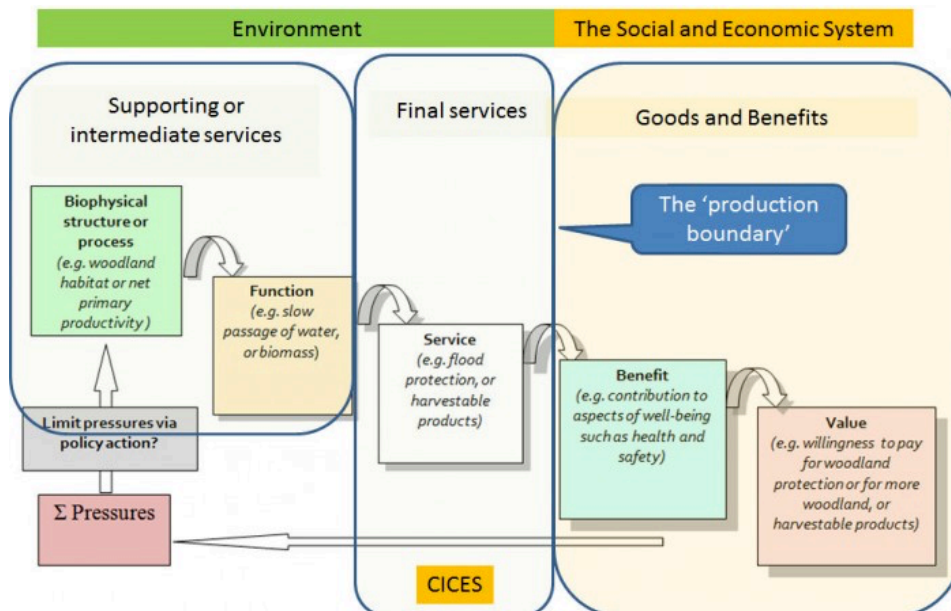 Environment
The Social and Economic System
Supporting or
intermediate services
Final services
Goods and Benefits
The ‘production
boundary’
Biophysical
structure or
process
(e.g. woodland
habitat or net
primary
productivity )
Function
(e.g. slow
passage of water,
or biomass)
Service
(e.g. flood
protection, or
harvestable
products)
Benefit
(e.g. contribution to
aspects of well-being
such as health and
safety)
Value
(e.g. willingness to pay
for woodland
protection or for more
woodland, or
harvestable products)
Limit pressures via
policy action?
Σ Pressures
CICES